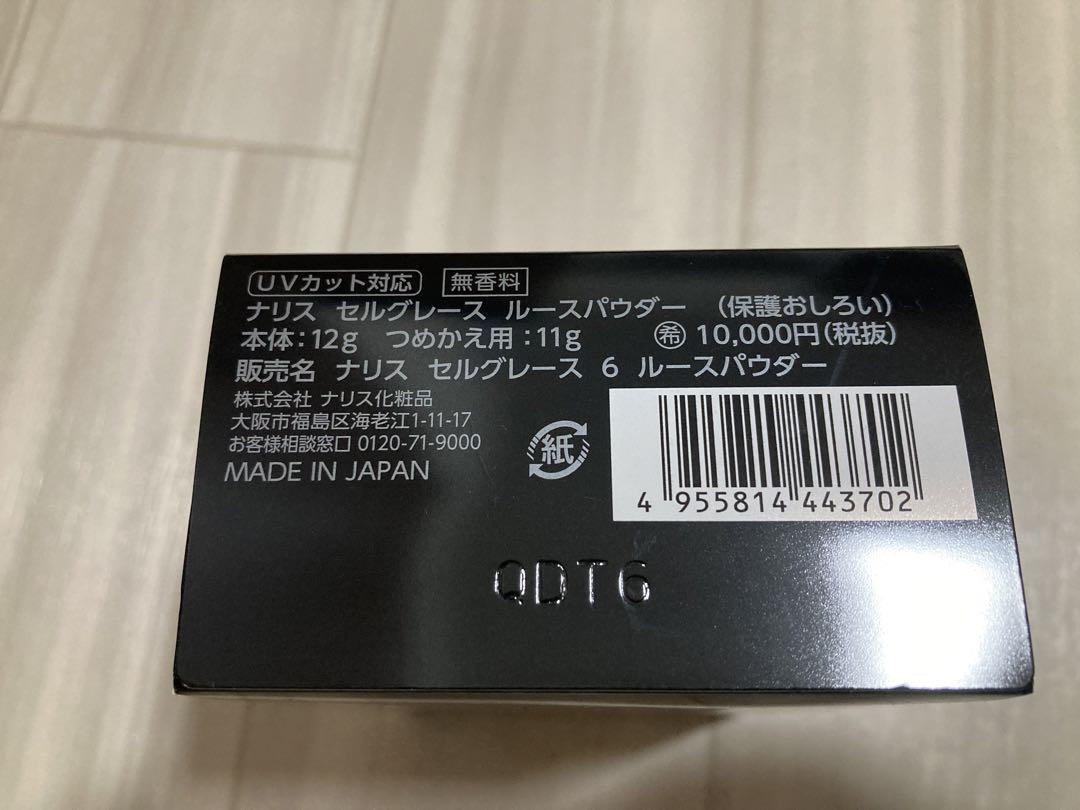 UVカット対応 無香料
ナリス セルグレース ルースパウダー (保護おしろい)
本体:12g つめかえ用:11g ㊭ 10,000円(税抜)
販売名 ナリス セルグレース 6 ルースパウダー
株式会社 ナリス化粧品
大阪市福島区海老江1-11-17
お客様相談窓口 0120-71-9000
MADE IN JAPAN
紙
4 955814 443702
QDT6